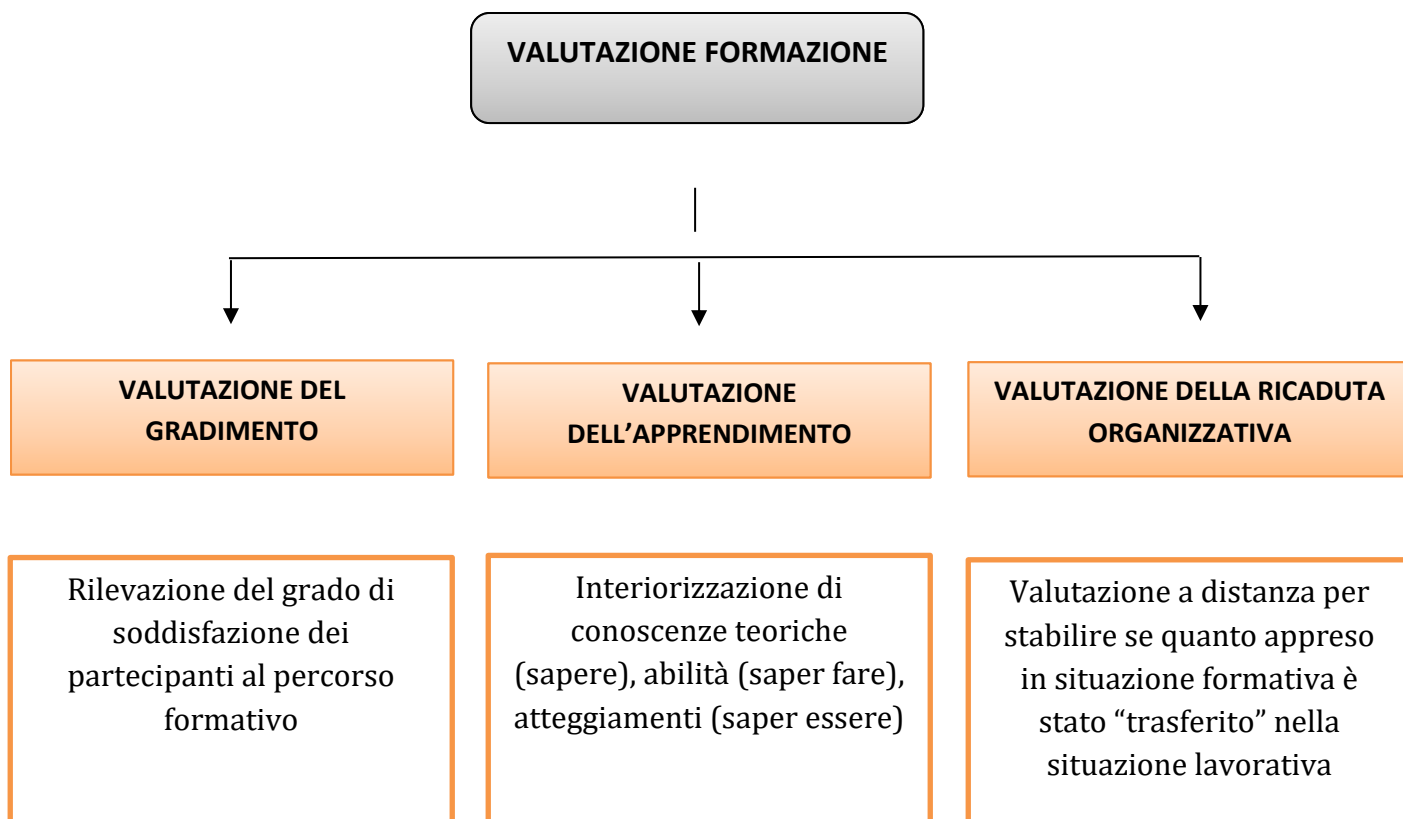 VALUTAZIONE FORMAZIONE
VALUTAZIONE DEL
GRADIMENTO
VALUTAZIONE
DELL’APPRENDIMENTO
VALUTAZIONE DELLA RICADUTA
ORGANIZZATIVA
Rilevazione del grado di
soddisfazione dei
partecipanti al percorso
formativo
Interiorizzazione di
conoscenze teoriche
(sapere), abilità (saper fare),
atteggiamenti (saper essere)
Valutazione a distanza per
stabilire se quanto appreso
in situazione formativa è
stato “trasferito” nella
situazione lavorativa